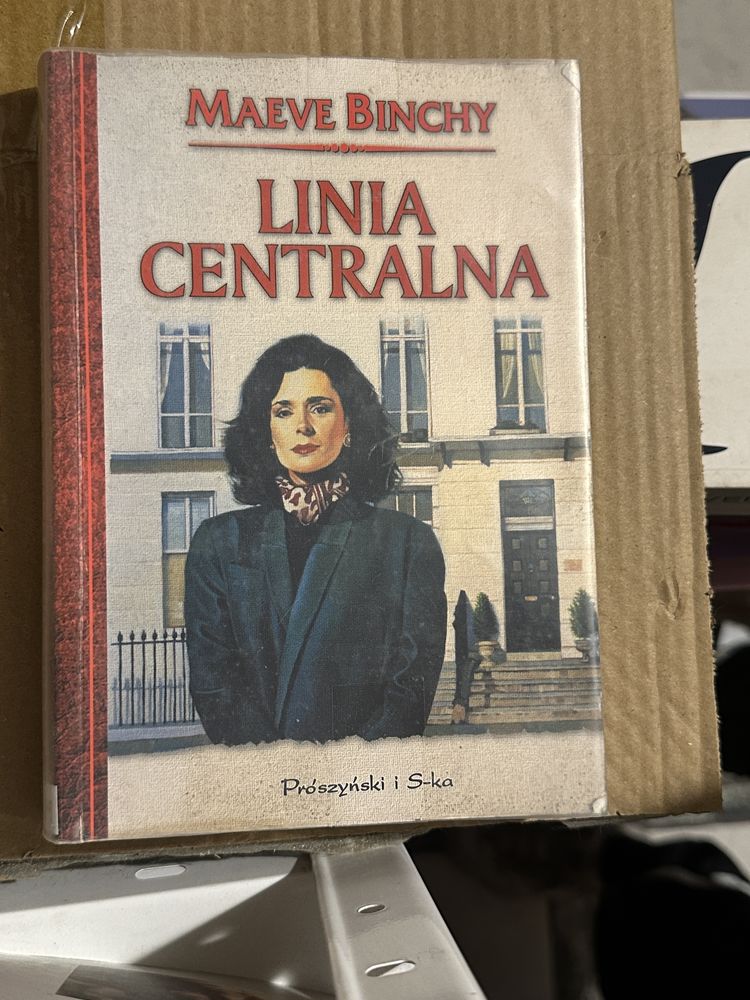 MAEVE BINCHY
LINIA
CENTRALNA
Prószyński i S-ka